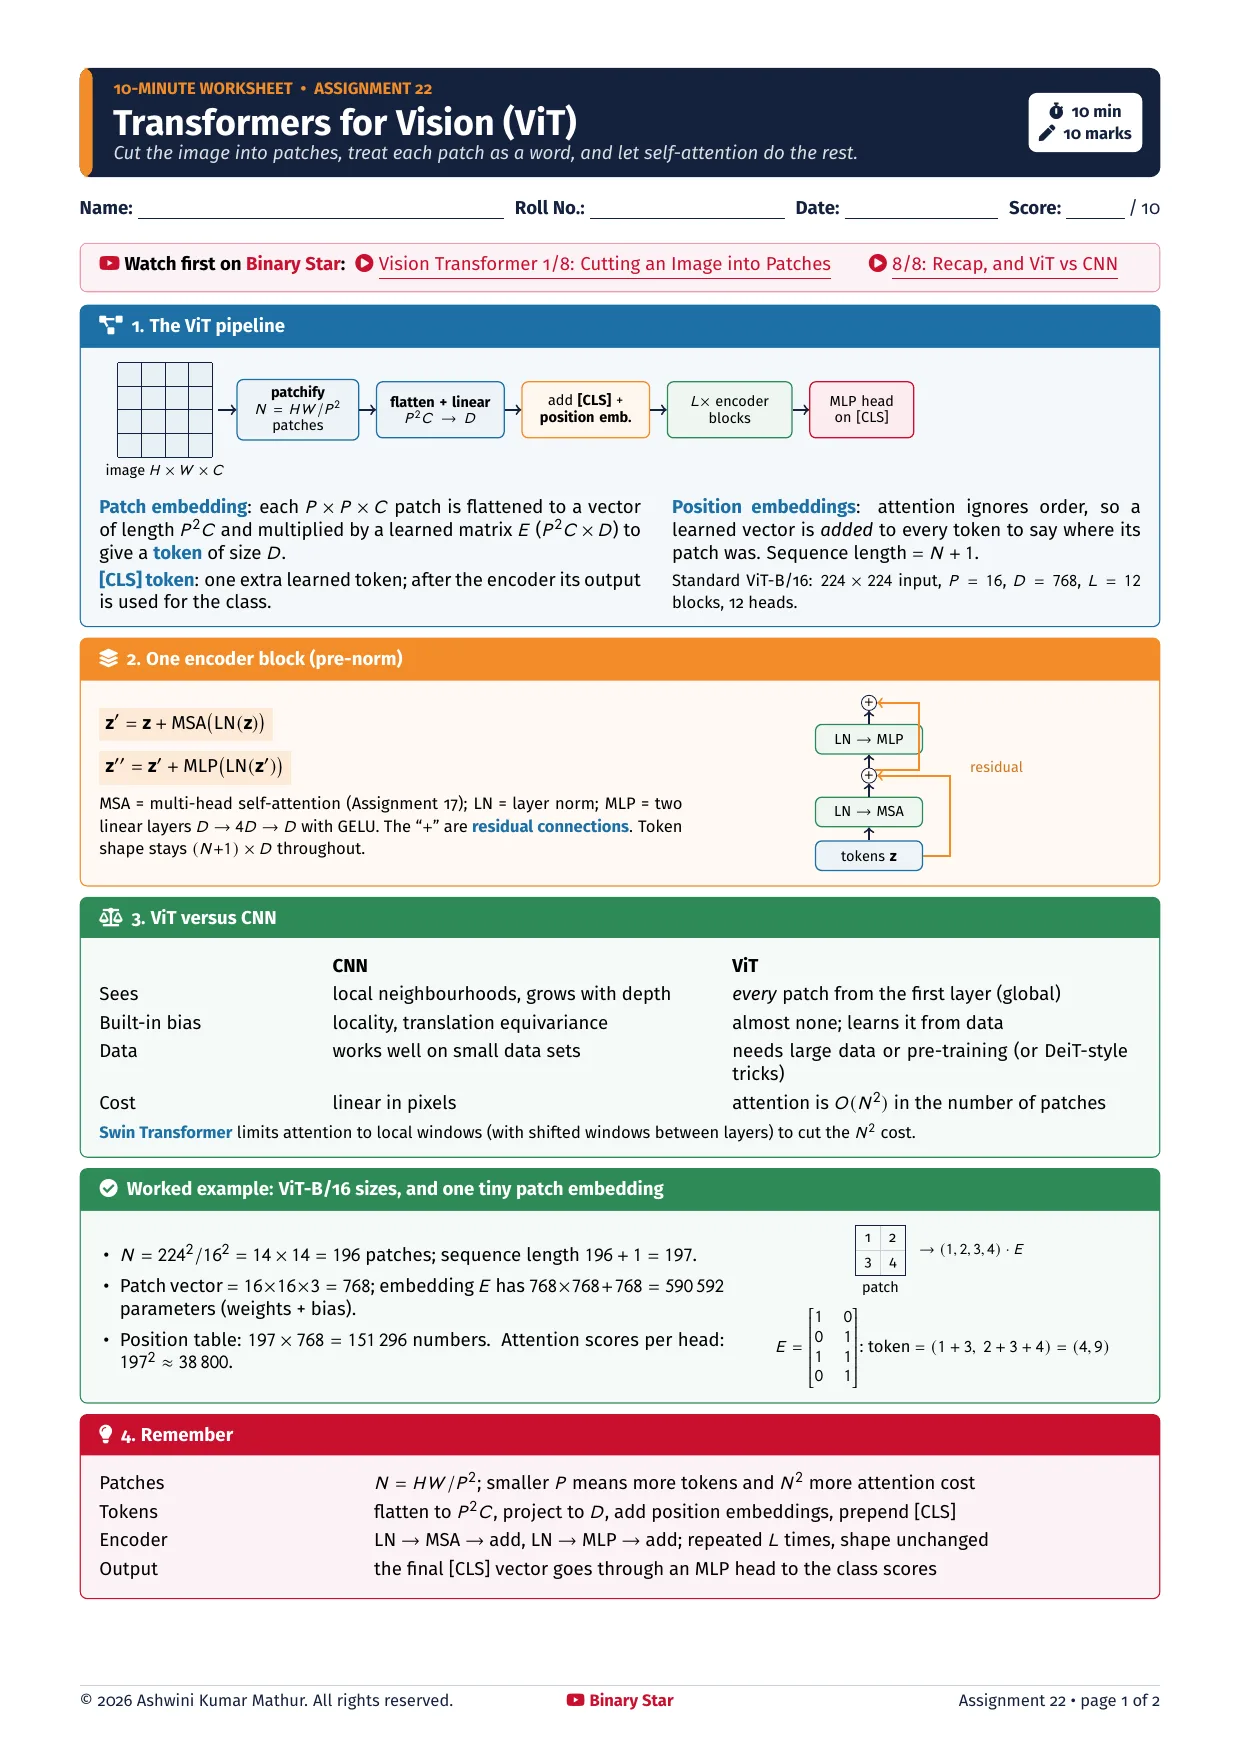 10-MINUTE WORKSHEET • ASSIGNMENT 22
Transformers for Vision (ViT)
Cut the image into patches, treat each patch as a word, and let self-attention do the rest.
10 min
10 marks
Name: Roll No.: Date: Score: / 10
Watch first on Binary Star: Vision Transformer 1/8: Cutting an Image into Patches 8/8: Recap, and ViT vs CNN
1. The ViT pipeline
image H × W × C
patchify
N = HW/P²
patches
flatten + linear
P²C → D
add [CLS] +
position emb.
L× encoder
blocks
MLP head
on [CLS]
Patch embedding: each P × P × C patch is flattened to a vector
of length P²C and multiplied by a learned matrix E (P²C × D) to
give a token of size D.
[CLS] token: one extra learned token; after the encoder its output
is used for the class.
Position embeddings: attention ignores order, so a
learned vector is added to every token to say where its
patch was. Sequence length = N + 1.
Standard ViT-B/16: 224 × 224 input, P = 16, D = 768, L = 12
blocks, 12 heads.
2. One encoder block (pre-norm)
z′ = z + MSA(LN(z))
z′′ = z′ + MLP(LN(z′))
MSA = multi-head self-attention (Assignment 17); LN = layer norm; MLP = two
linear layers D → 4D → D with GELU. The “+” are residual connections. Token
shape stays (N+1) × D throughout.
+
LN → MLP
+
residual
LN → MSA
tokens z
3. ViT versus CNN
CNN ViT
Sees local neighbourhoods, grows with depth every patch from the first layer (global)
Built-in bias locality, translation equivariance almost none; learns it from data
Data works well on small data sets needs large data or pre-training (or DeiT-style
tricks)
Cost linear in pixels attention is O(N²) in the number of patches
Swin Transformer limits attention to local windows (with shifted windows between layers) to cut the N² cost.
Worked example: ViT-B/16 sizes, and one tiny patch embedding
• N = 224²/16² = 14 × 14 = 196 patches; sequence length 196 + 1 = 197.
• Patch vector = 16×16×3 = 768; embedding E has 768×768+768 = 590 592
parameters (weights + bias).
• Position table: 197 × 768 = 151 296 numbers. Attention scores per head:
197² ≈ 38 800.
1 2
3 4
→ (1, 2, 3, 4) · E
patch
E = [1 0
0 1
1 1
0 1] : token = (1 + 3, 2 + 3 + 4) = (4, 9)
4. Remember
Patches N = HW/P²; smaller P means more tokens and N² more attention cost
Tokens flatten to P²C, project to D, add position embeddings, prepend [CLS]
Encoder LN → MSA → add, LN → MLP → add; repeated L times, shape unchanged
Output the final [CLS] vector goes through an MLP head to the class scores
© 2026 Ashwini Kumar Mathur. All rights reserved. Binary Star Assignment 22 • page 1 of 2